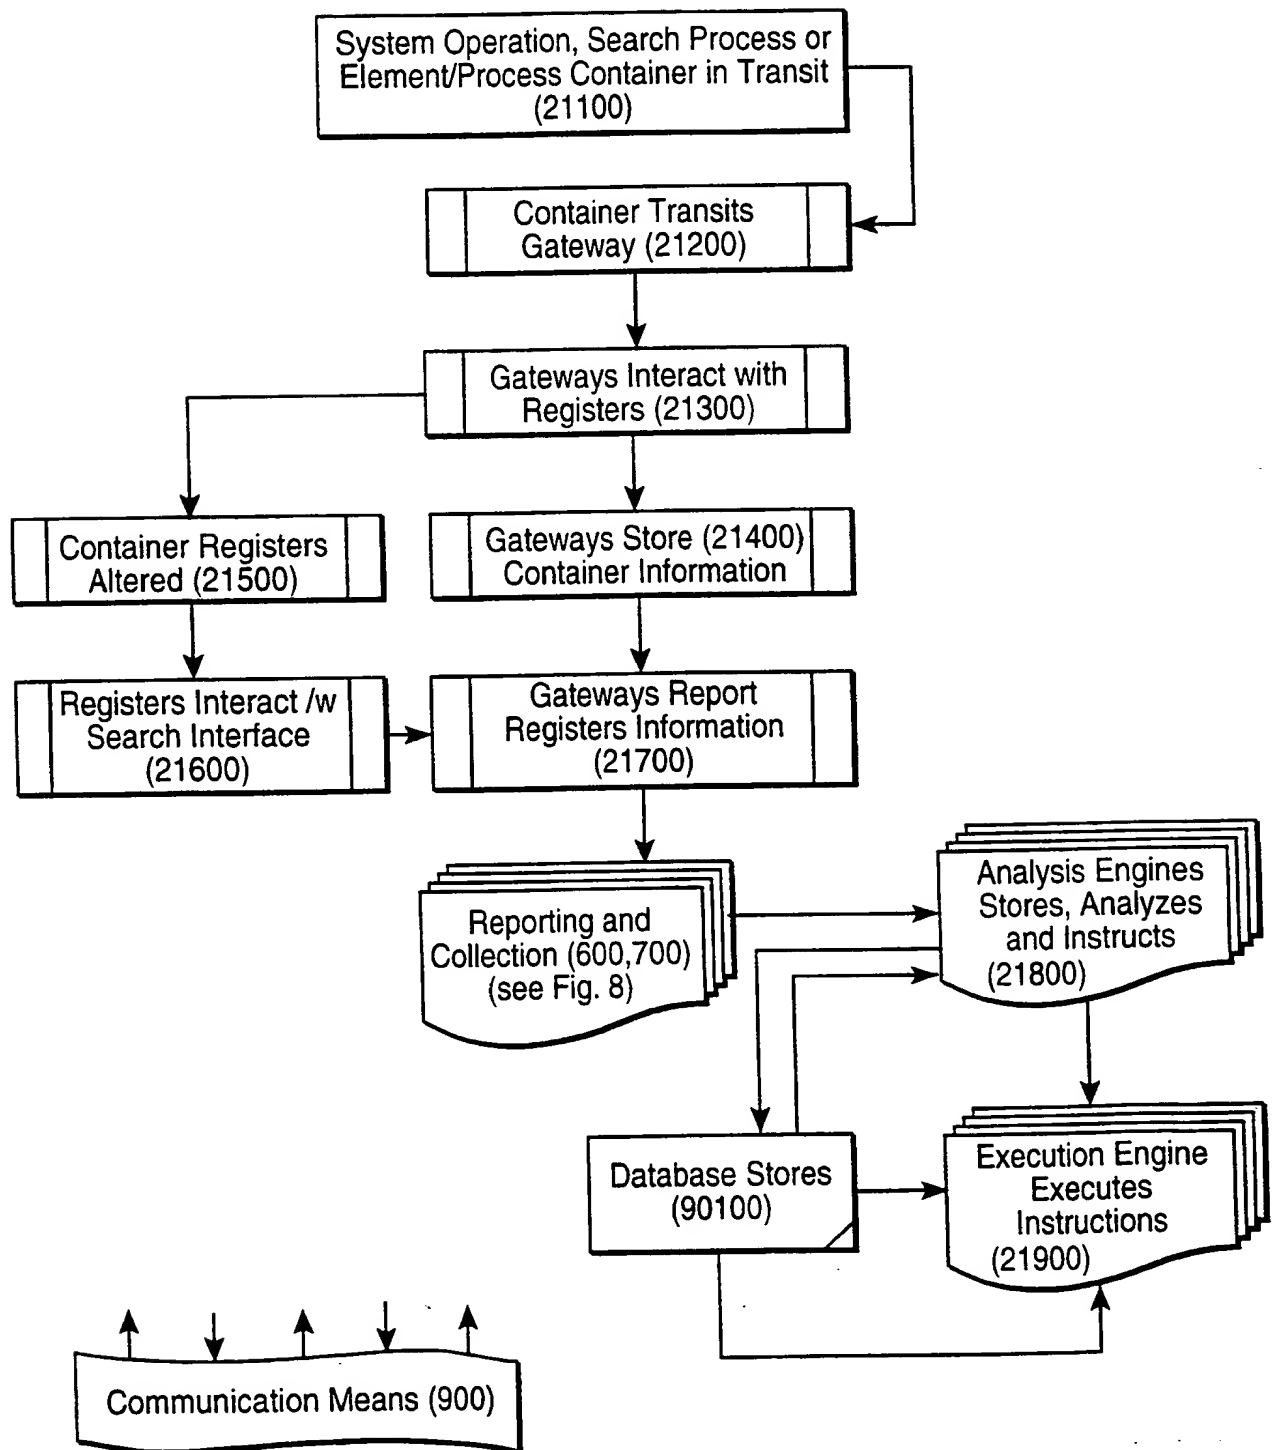 System Operation, Search Process or
Element/Process Container in Transit
(21100)
Container Transits
Gateway (21200)
Gateways Interact with
Registers (21300)
Container Registers
Altered (21500)
Gateways Store (21400)
Container Information
Registers Interact /w
Search Interface
(21600)
Gateways Report
Registers Information
(21700)
Reporting and
Collection (600,700)
(see Fig. 8)
Analysis Engines
Stores, Analyzes
and Instructs
(21800)
Database Stores
(90100)
Execution Engine
Executes
Instructions
(21900)
Communication Means (900)